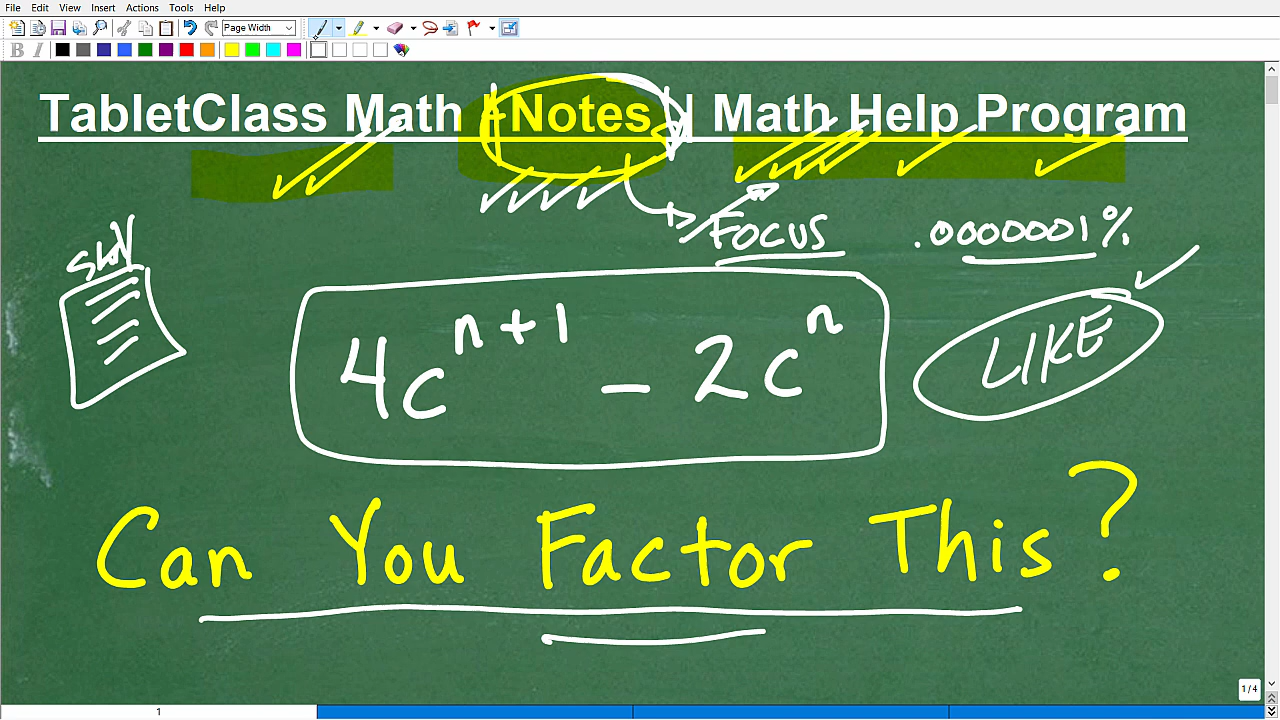 File Edit View Insert Actions Tools Help
Page Width
B I
TabletClass Math | Notes | Math Help Program
FOCUS .0000001%
4c^{n+1} - 2c^n
LIKE
Can You Factor This?
1/4
1